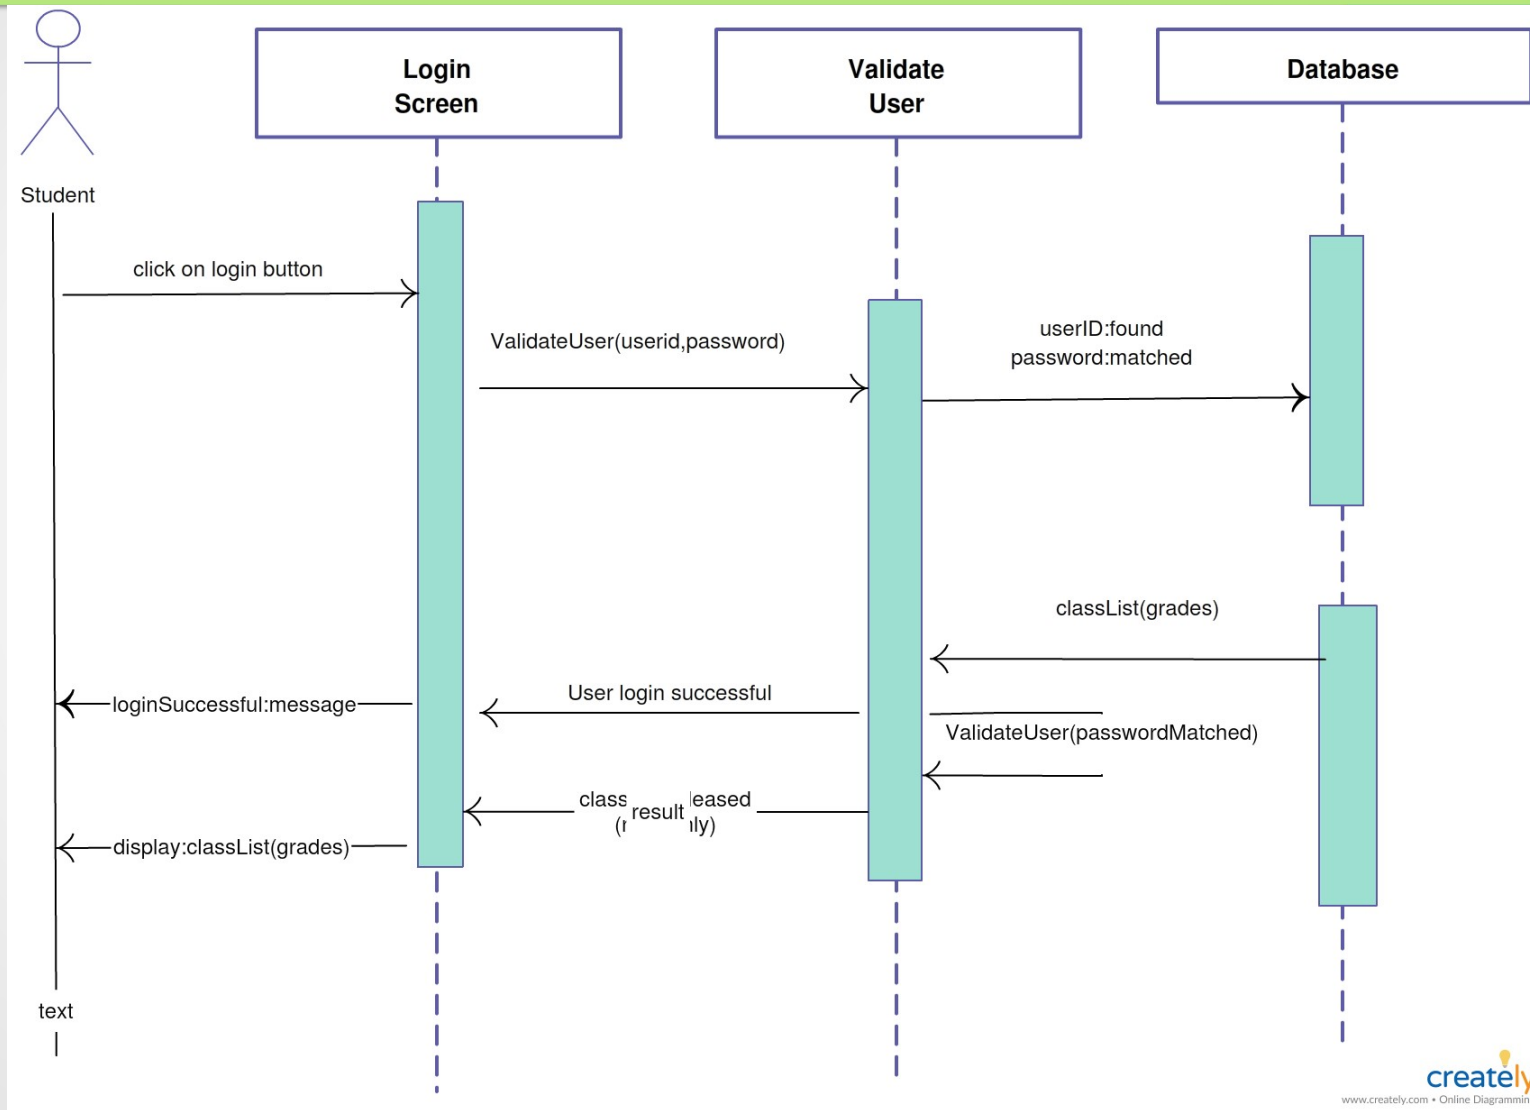 Login
Screen
Validate
User
Database
Student
click on login button
ValidateUser(userid,password)
userID:found
password:matched
classList(grades)
User login successful
loginSuccessful:message
ValidateUser(passwordMatched)
class
result
display:classList(grades)
text
creately
www.creately.com • Online Diagrammin